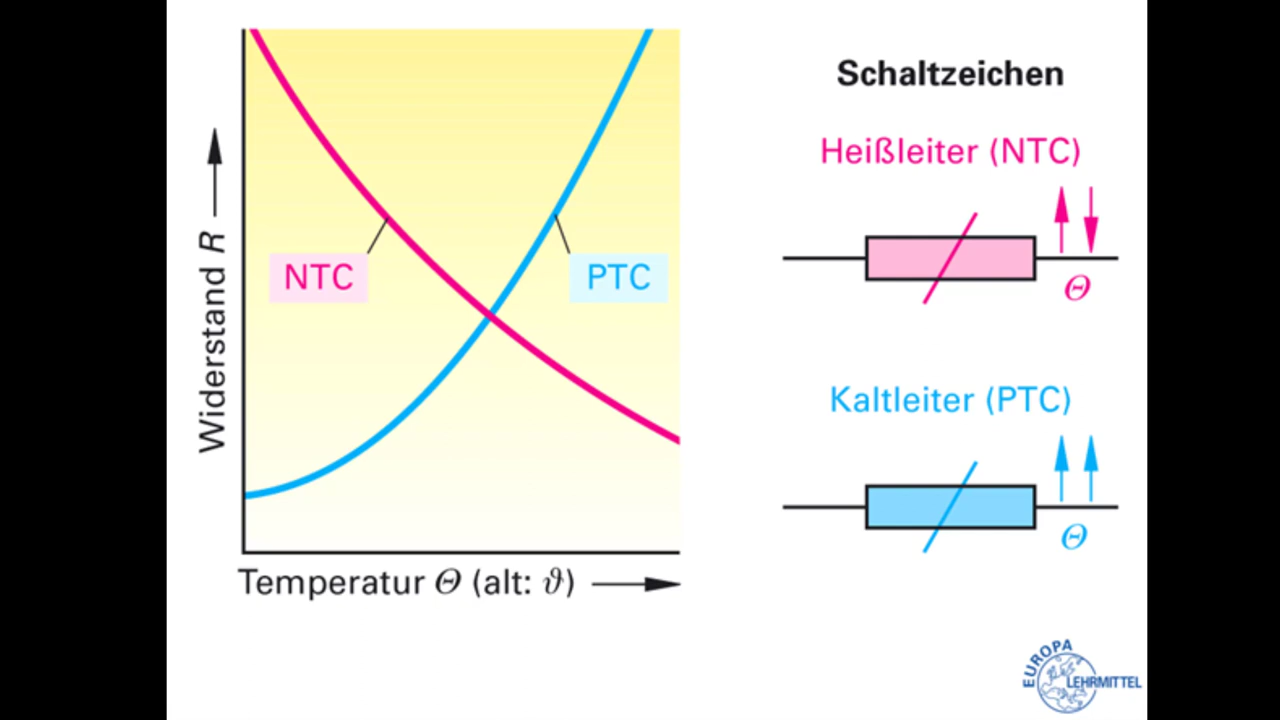 Schaltzeichen
Heißleiter (NTC)
Θ
Kaltleiter (PTC)
Θ
NTC
PTC
Widerstand R
Temperatur Θ (alt: ϑ)
EUROPA
LEHRMITTEL